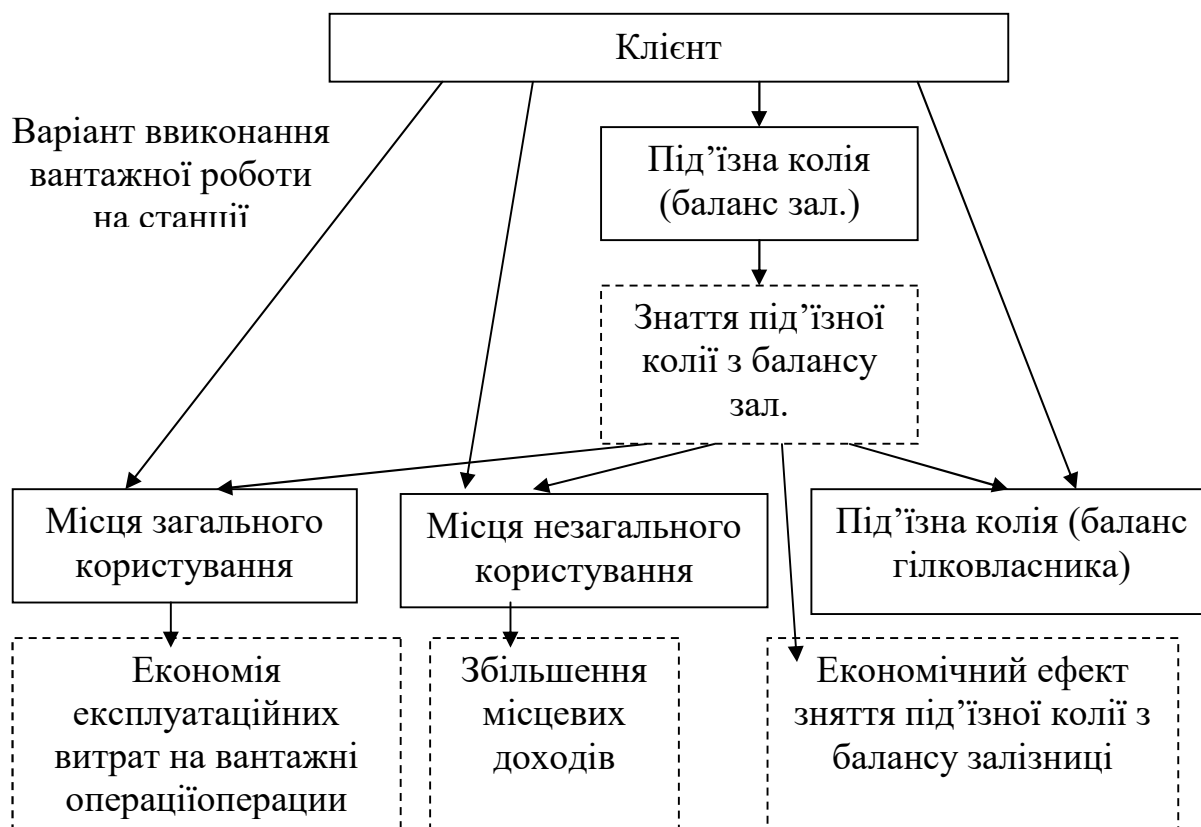 Клієнт
Варіант ввиконання
вантажної роботи
на станції
Під’їзна колія
(баланс зал.)
Знаття під’їзної
колії з балансу
зал.
Місця загального
користування
Місця незагального
користування
Під’їзна колія (баланс
гілковласника)
Економія
експлуатаційних
витрат на вантажні
операціїоперации
Збільшення
місцевих
доходів
Економічний ефект
зняття під’їзної колії з
балансу залізниці